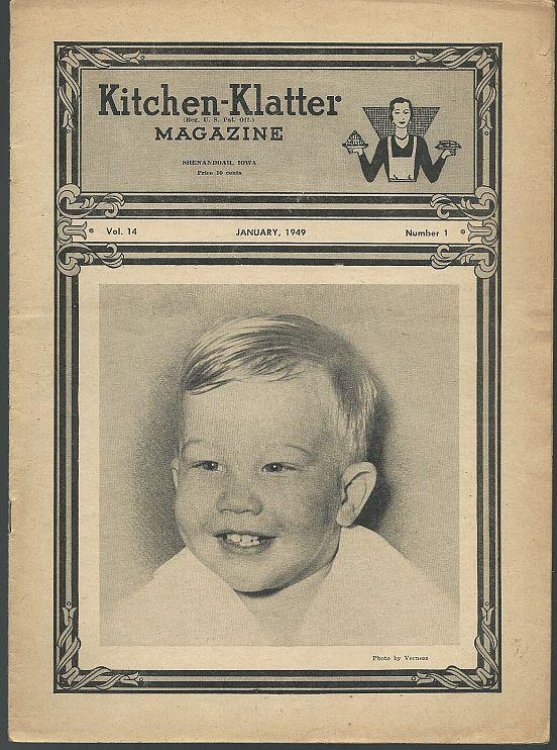 Kitchen-Klatter
(Reg. U. S. Pat. Off.)
MAGAZINE
SHENANDOAH, IOWA
Price 10 cents
Vol. 14 JANUARY, 1949 Number 1
Photo by Verness